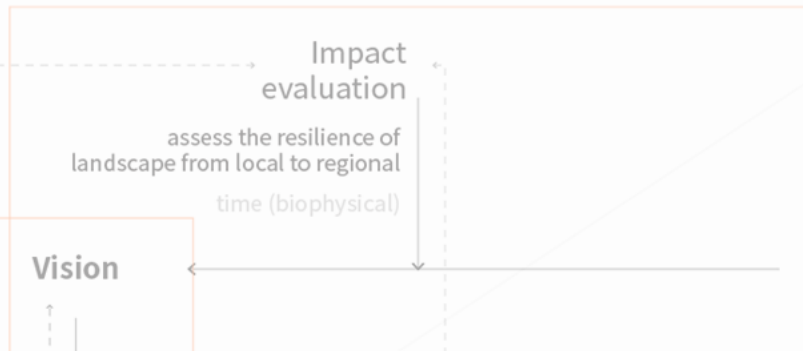 Impact
evaluation
assess the resilience of
landscape from local to regional
time (biophysical)
Vision